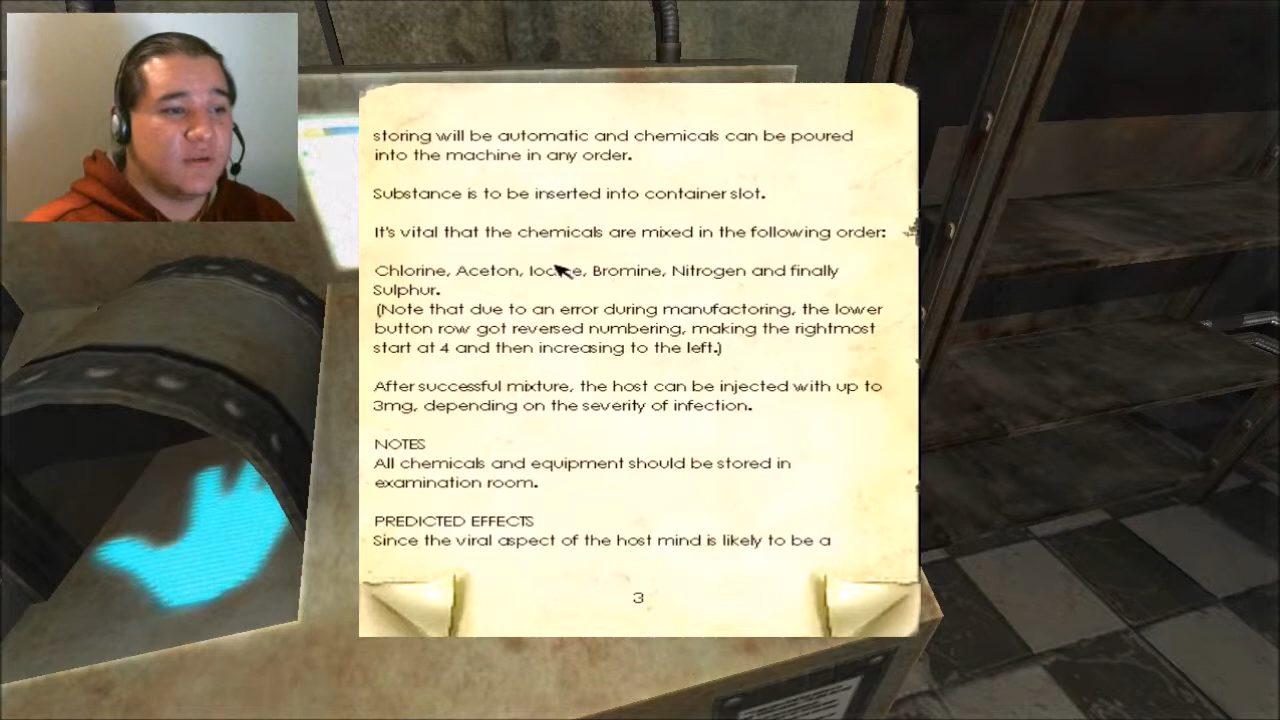 storing will be automatic and chemicals can be poured
into the machine in any order.
Substance is to be inserted into container slot.
It's vital that the chemicals are mixed in the following order:
Chlorine, Aceton, Bromine, Nitrogen and finally
Sulphur.
(Note that due to an error during manufactoring, the lower
button row got reversed numbering, making the rightmost
start at 4 and then increasing to the left.)
After successful mixture, the host can be injected with up to
3mg, depending on the severity of infection.
NOTES
All chemicals and equipment should be stored in
examination room.
PREDICTED EFFECTS
Since the viral aspect of the host mind is likely to be a
3